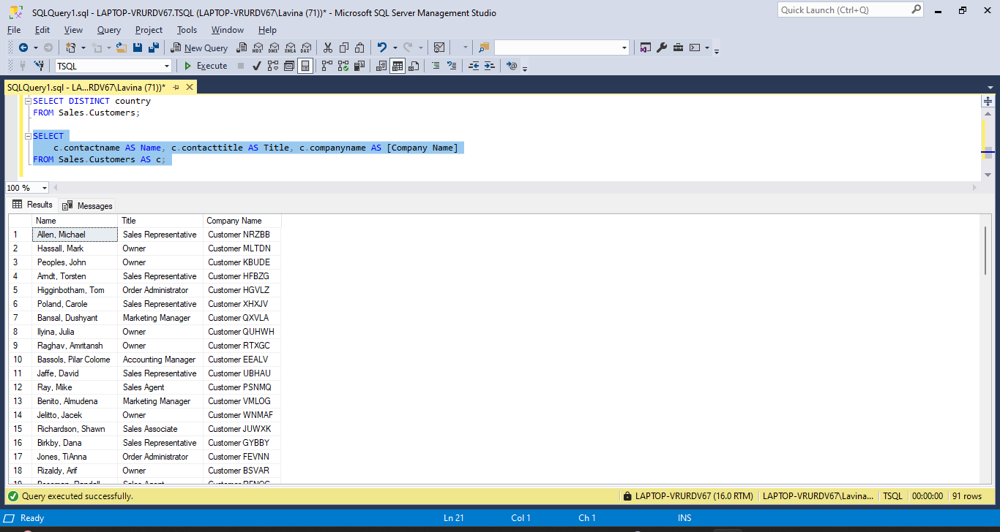 SQLQuery1.sql - LAPTOP-VRURDV67.TSQL (LAPTOP-VRURDV67\Lavina (71))* - Microsoft SQL Server Management Studio
Quick Launch (Ctrl+Q)
File Edit View Query Project Tools Window Help
New Query MDX DMX XMLA DAX
TSQL Execute
SQLQuery1.sql - LA...RDV67\Lavina (71))*
SELECT DISTINCT country
FROM Sales.Customers;
SELECT
c.contactname AS Name, c.contacttitle AS Title, c.companyname AS [Company Name]
FROM Sales.Customers AS c;
100 %
Results Messages
Name Title Company Name
1 Allen, Michael Sales Representative Customer NRZBB
2 Hassall, Mark Owner Customer MLTDN
3 Peoples, John Owner Customer KBUDE
4 Arndt, Torsten Sales Representative Customer HFBZG
5 Higginbotham, Tom Order Administrator Customer HGVLZ
6 Poland, Carole Sales Representative Customer XHXJV
7 Bansal, Dushyant Marketing Manager Customer QXVLA
8 Ilyina, Julia Owner Customer QUHWH
9 Raghav, Amritansh Owner Customer RTXGC
10 Bassols, Pilar Colome Accounting Manager Customer EEALV
11 Jaffe, David Sales Representative Customer UBHAU
12 Ray, Mike Sales Agent Customer PSNMQ
13 Benito, Almudena Marketing Manager Customer VMLOG
14 Jelitto, Jacek Owner Customer WNMAF
15 Richardson, Shawn Sales Associate Customer JUWXK
16 Birkby, Dana Sales Representative Customer GYBBY
17 Jones, TiAnna Order Administrator Customer FEVNN
18 Rizaldy, Arif Owner Customer BSVAR
Query executed successfully. LAPTOP-VRURDV67 (16.0 RTM) LAPTOP-VRURDV67\Lavina... TSQL 00:00:00 91 rows
Ready Ln 21 Col 1 Ch 1 INS